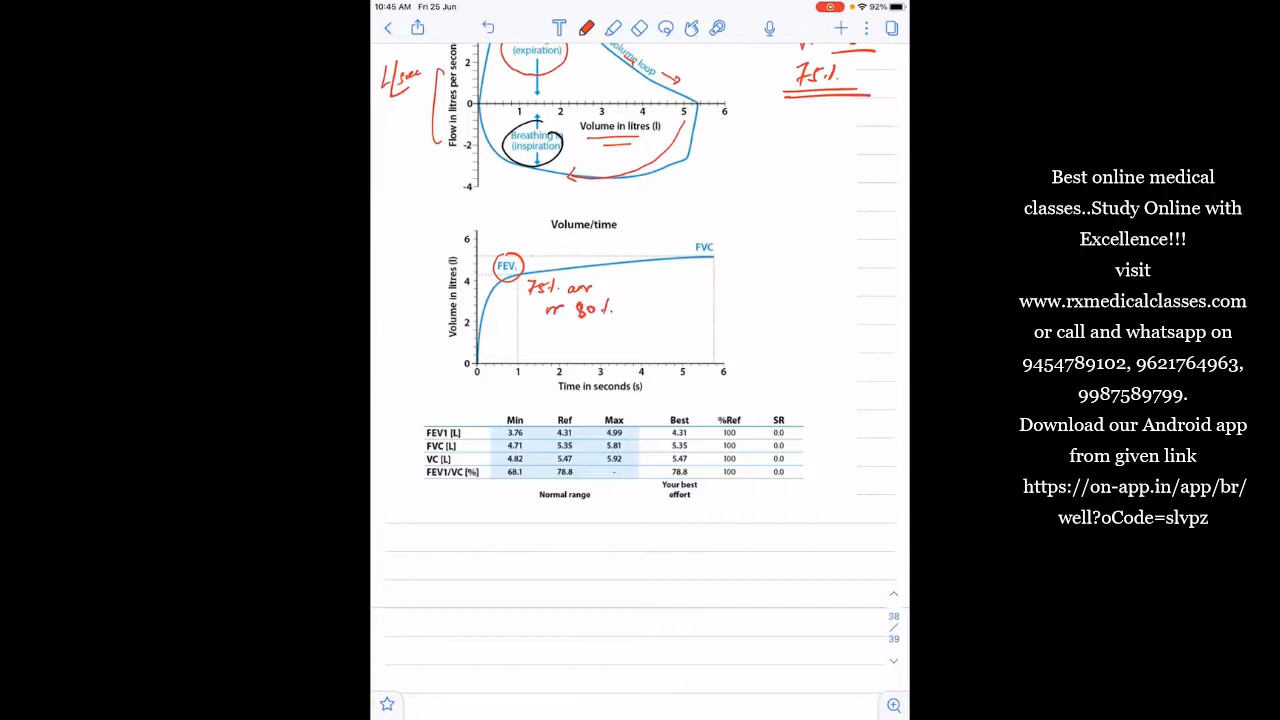 10:45 AM Fri 25 Jun
92%
(expiration)
Volume loop
L/sec
75%
Flow in litres per secon
2
0
-2
-4
1 2 3 4 5 6
Volume in litres (l)
Breathing in
(inspiration
Volume/time
Volume in litres (l)
6
4
2
0
FEV1
FVC
75%
or 80%
0 1 2 3 4 5 6
Time in seconds (s)
Min Ref Max Best %Ref SR
FEV1 [L] 3.76 4.31 4.99 4.31 100 0.0
FVC [L] 4.71 5.35 5.81 5.35 100 0.0
VC [L] 4.82 5.47 5.92 5.47 100 0.0
FEV1/VC [%] 68.1 78.8 - 78.8 100 0.0
Normal range
Your best
effort
38
/
39
Best online medical
classes..Study Online with
Excellence!!!
visit
www.rxmedicalclasses.com
or call and whatsapp on
9454789102, 9621764963,
9987589799.
Download our Android app
from given link
https://on-app.in/app/br/
well?oCode=slvpz